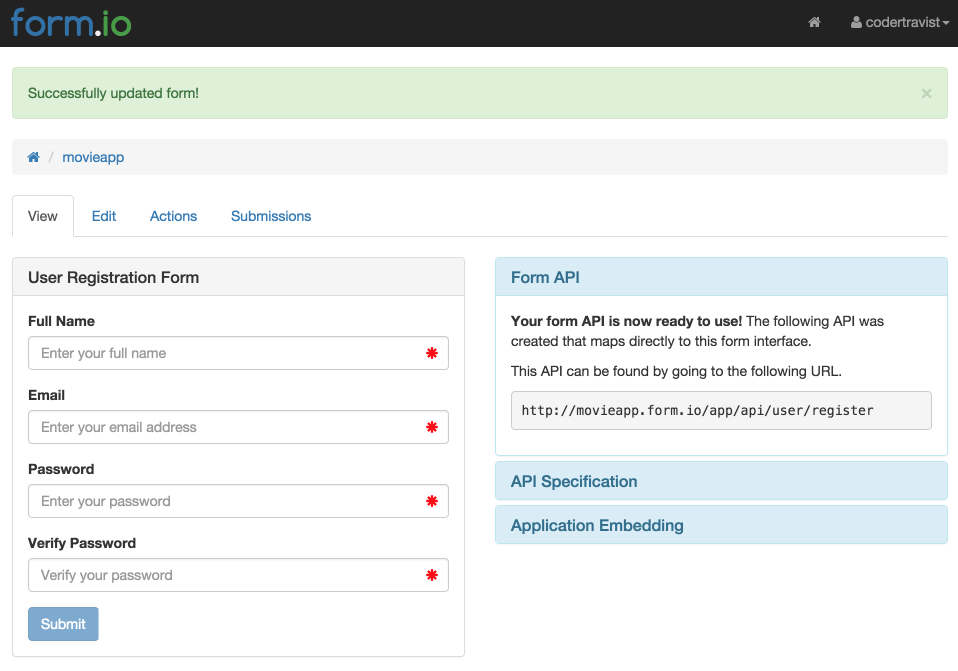 form.io
codertravist
Successfully updated form!
×
/ movieapp
View Edit Actions Submissions
User Registration Form
Full Name
Enter your full name
Email
Enter your email address
Password
Enter your password
Verify Password
Verify your password
Submit
Form API
Your form API is now ready to use! The following API was
created that maps directly to this form interface.
This API can be found by going to the following URL.
http://movieapp.form.io/app/api/user/register
API Specification
Application Embedding